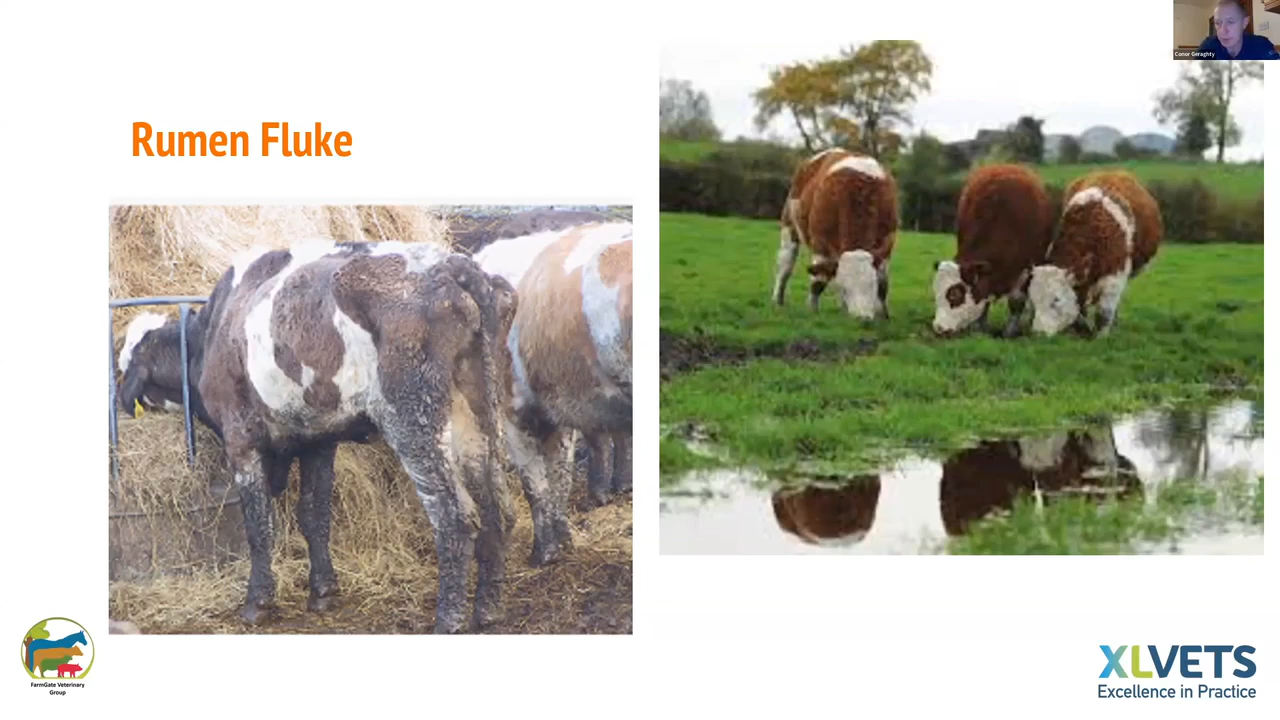 Conor Geraghty
Rumen Fluke
FarmGate Veterinary
Group
XLVETS
Excellence in Practice